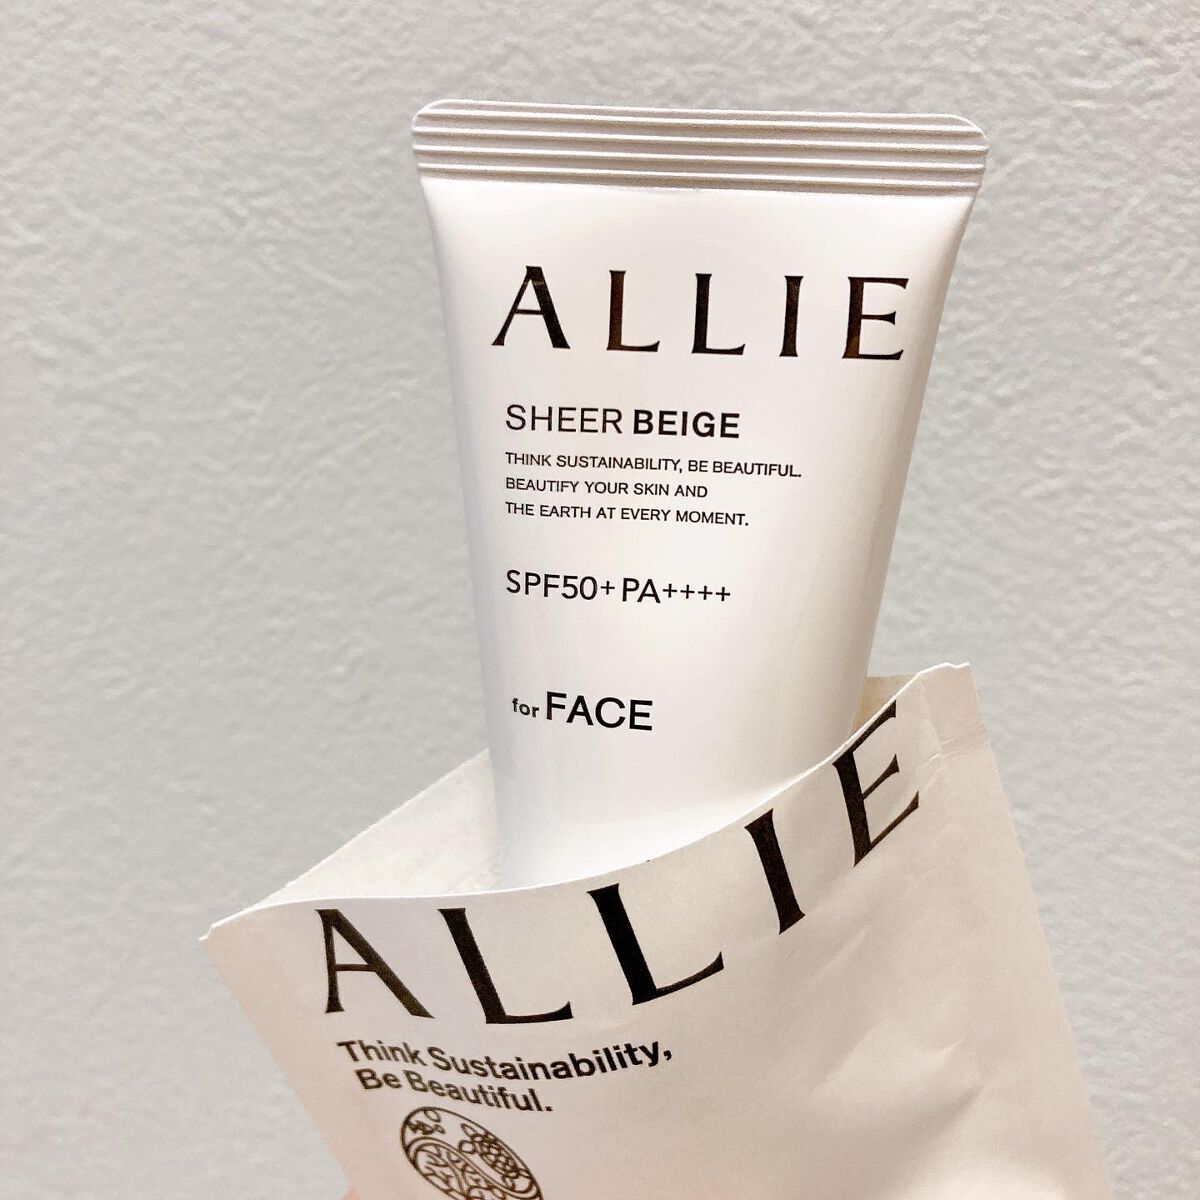 ALLIE
SHEER BEIGE
THINK SUSTAINABILITY, BE BEAUTIFUL.
BEAUTIFY YOUR SKIN AND
THE EARTH AT EVERY MOMENT.
SPF50+ PA++++
for FACE
ALLIE
Think Sustainability,
Be Beautiful.